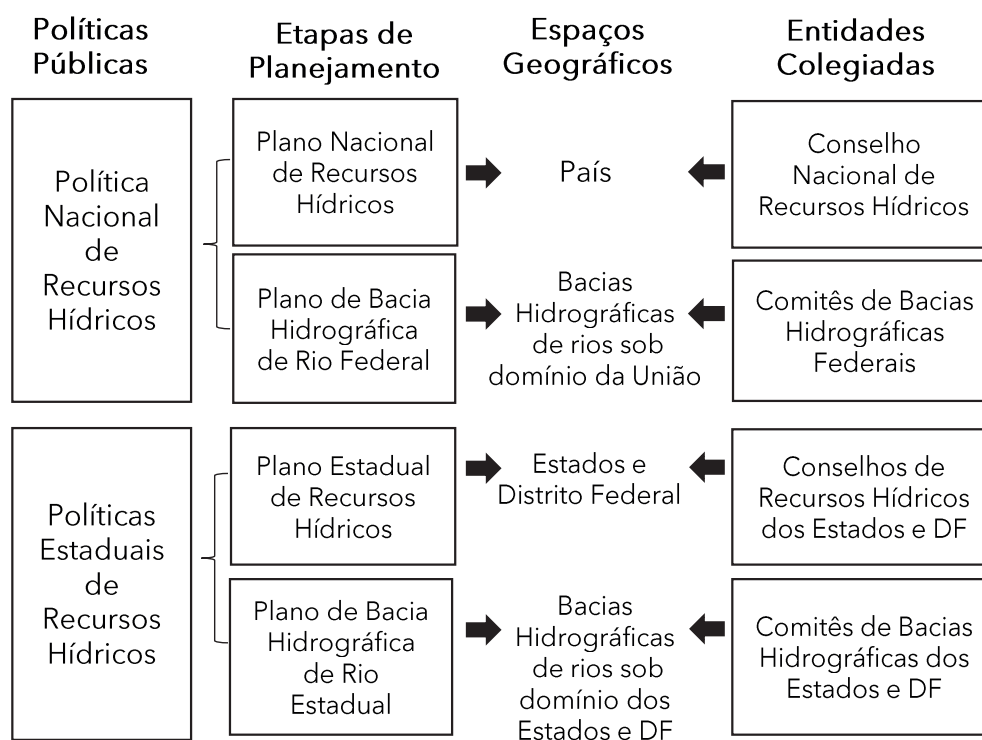 Políticas
Públicas
Etapas de
Planejamento
Espaços
Geográficos
Entidades
Colegiadas
Política
Nacional
de
Recursos
Hídricos
Plano Nacional
de Recursos
Hídricos
País
Conselho
Nacional de
Recursos Hídricos
Plano de Bacia
Hidrográfica
de Rio Federal
Bacias
Hidrográficas
de rios sob
domínio da União
Comitês de Bacias
Hidrográficas
Federais
Políticas
Estaduais
de
Recursos
Hídricos
Plano Estadual
de Recursos
Hídricos
Estados e
Distrito Federal
Conselhos de
Recursos Hídricos
dos Estados e DF
Plano de Bacia
Hidrográfica
de Rio
Estadual
Bacias
Hidrográficas
de rios sob
domínio dos
Estados e DF
Comitês de Bacias
Hidrográficas dos
Estados e DF